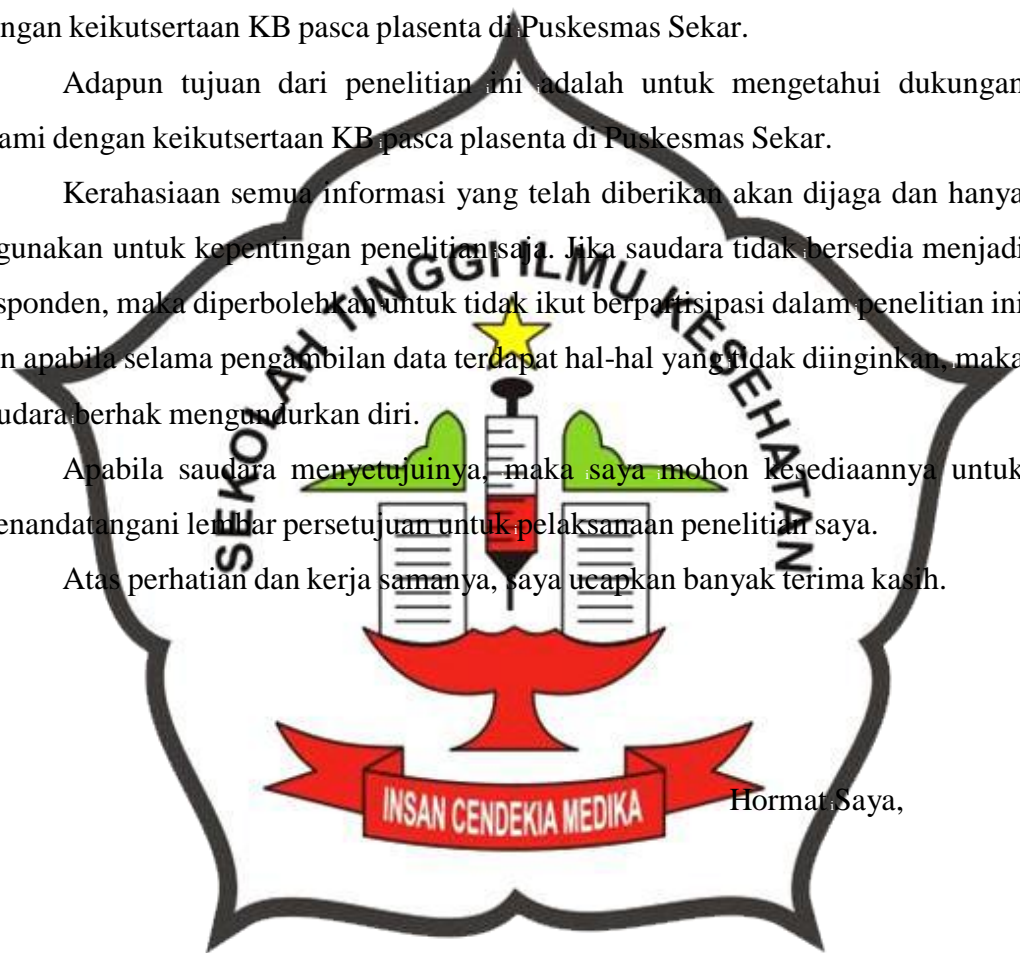 ngan keikutsertaan KB pasca plasenta di Puskesmas Sekar.
Adapun tujuan dari penelitian ini adalah untuk mengetahui dukungan
ami dengan keikutsertaan KB pasca plasenta di Puskesmas Sekar.
Kerahasiaan semua informasi yang telah diberikan akan dijaga dan hanya
gunakan untuk kepentingan penelitian saja. Jika saudara tidak bersedia menjadi
sponden, maka diperbolehkan untuk tidak ikut berpartisipasi dalam penelitian ini
n apabila selama pengambilan data terdapat hal-hal yang tidak diinginkan, maka
udara berhak mengundurkan diri.
Apabila saudara menyetujuinya, maka saya mohon kesediaannya untuk
enandatangani lembar persetujuan untuk pelaksanaan penelitian saya.
Atas perhatian dan kerja samanya, saya ucapkan banyak terima kasih.
Hormat Saya,
SEKOLAH TINGGI ILMU KESEHATAN
INSAN CENDEKIA MEDIKA